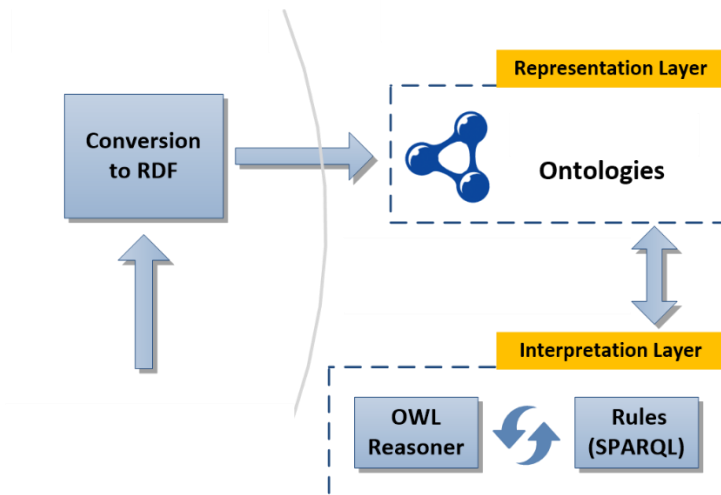 Representation Layer
Conversion
to RDF
Ontologies
Interpretation Layer
OWL
Reasoner
Rules
(SPARQL)